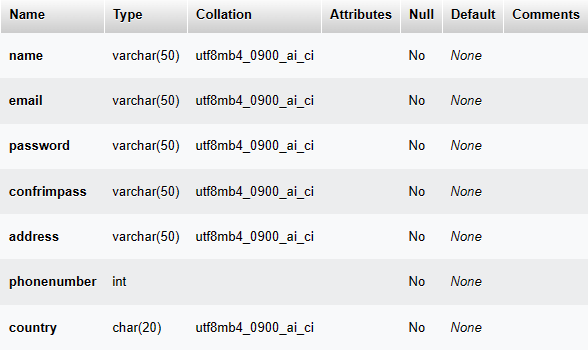 Name Type Collation Attributes Null Default Comments
name varchar(50) utf8mb4_0900_ai_ci No None
email varchar(50) utf8mb4_0900_ai_ci No None
password varchar(50) utf8mb4_0900_ai_ci No None
confrimpass varchar(50) utf8mb4_0900_ai_ci No None
address varchar(50) utf8mb4_0900_ai_ci No None
phonenumber int No None
country char(20) utf8mb4_0900_ai_ci No None